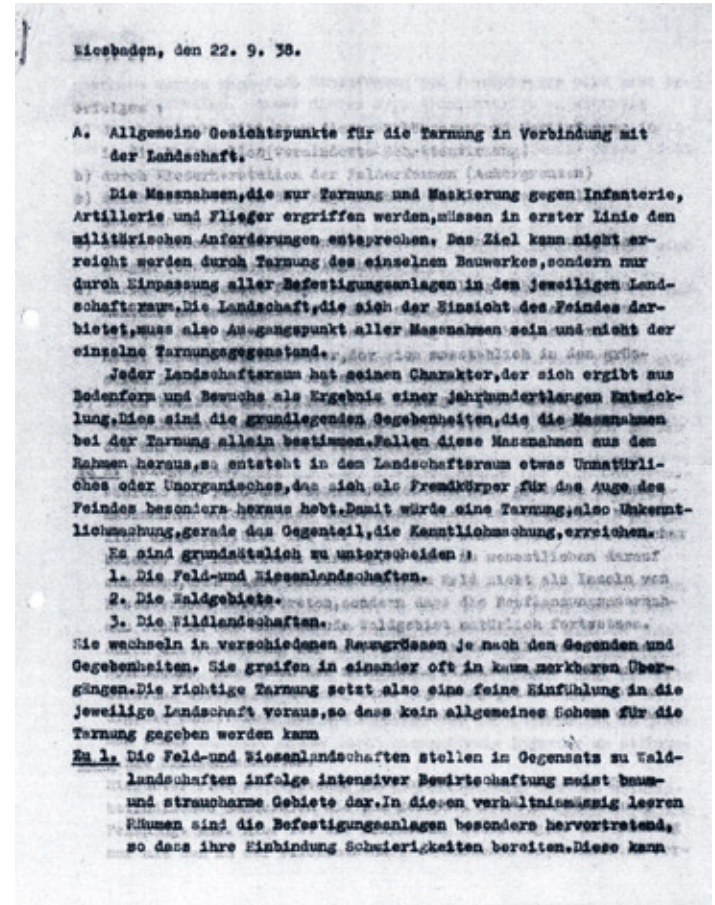 Wiesbaden, den 22. 9. 38.
A. Allgemeine Gesichtspunkte für die Tarnung in Verbindung mit
der Landschaft.
Die Massnahmen,die zur Tarnung und Maskierung gegen Infanterie,
Artillerie und Flieger ergriffen werden,müssen in erster Linie den
militärischen Anforderungen entsprechen. Das Ziel kann nicht er-
reicht werden durch Tarnung des einzelnen Bauwerkes,sondern nur
durch Einpassung aller Befestigungsanlagen in den jeweiligen Land-
schaftsraum.Die Landschaft,die sich der Einsicht des Feindes dar-
bietet,muss also Ausgangspunkt aller Massnahmen sein und nicht der
einzelne Tarnungsgegenstand.
Jeder Landschaftsraum hat seinen Charakter,der sich ergibt aus
Bodenform und Bewuchs als Ergebnis einer jahrhundertlangen Entwick-
lung.Dies sind die grundlegenden Gegebenheiten,die die Massnahmen
bei der Tarnung allein bestimmen.Fallen diese Massnahmen aus dem
Rahmen heraus,so entsteht in dem Landschaftsraum etwas Unnatürli-
ches oder Unorganisches,das sich als Fremdkörper für das Auge des
Feindes besonders heraus hebt.Damit würde eine Tarnung,also Unkennt-
lichmachung,gerade das Gegenteil,die Kenntlichmachung,erreichen.
Es sind grundsätzlich zu unterscheiden :
1. Die Feld-und Wiesenlandschaften.
2. Die Waldgebiete.
3. Die Wildlandschaften.
Sie wechseln in verschiedenen Raumgrössen je nach den Gegenden und
Gegebenheiten. Sie greifen in einander oft in kaum merkbaren Über-
gängen.Die richtige Tarnung setzt also eine feine Einfühlung in die
jeweilige Landschaft voraus,so dass kein allgemeines Schema für die
Tarnung gegeben werden kann
Zu 1. Die Feld-und Wiesenlandschaften stellen im Gegensatz zu Wald-
landschaften infolge intensiver Bewirtschaftung meist baum-
und straucharme Gebiete dar.In diesen verhältnismässig leeren
Räumen sind die Befestigungsanlagen besonders hervortretend,
so dass ihre Einbindung Schwierigkeiten bereiten.Diese kann